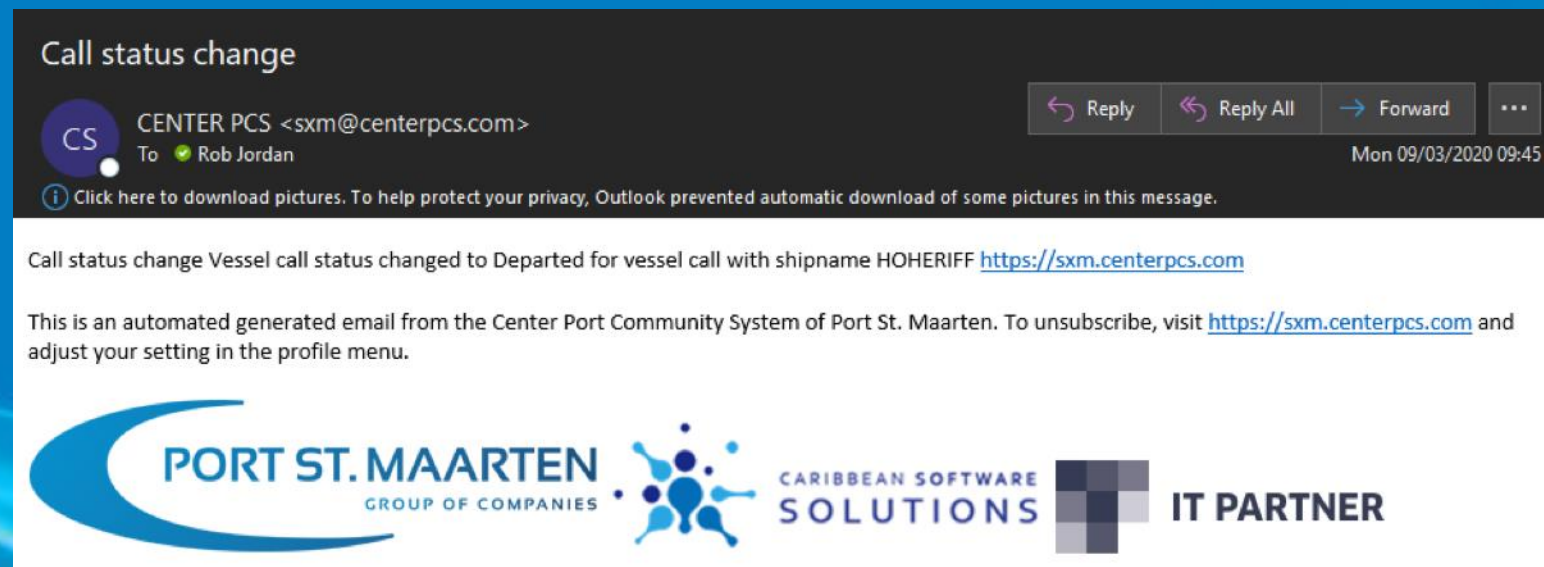 Call status change
CS
CENTER PCS <sxm@centerpcs.com>
To Rob Jordan
Reply
Reply All
Forward
...
Mon 09/03/2020 09:45
Click here to download pictures. To help protect your privacy, Outlook prevented automatic download of some pictures in this message.
Call status change Vessel call status changed to Departed for vessel call with shipname HOHERIFF https://sxm.centerpcs.com
This is an automated generated email from the Center Port Community System of Port St. Maarten. To unsubscribe, visit https://sxm.centerpcs.com and
adjust your setting in the profile menu.
PORT ST. MAARTEN
GROUP OF COMPANIES
CARIBBEAN SOFTWARE
SOLUTIONS
IT PARTNER